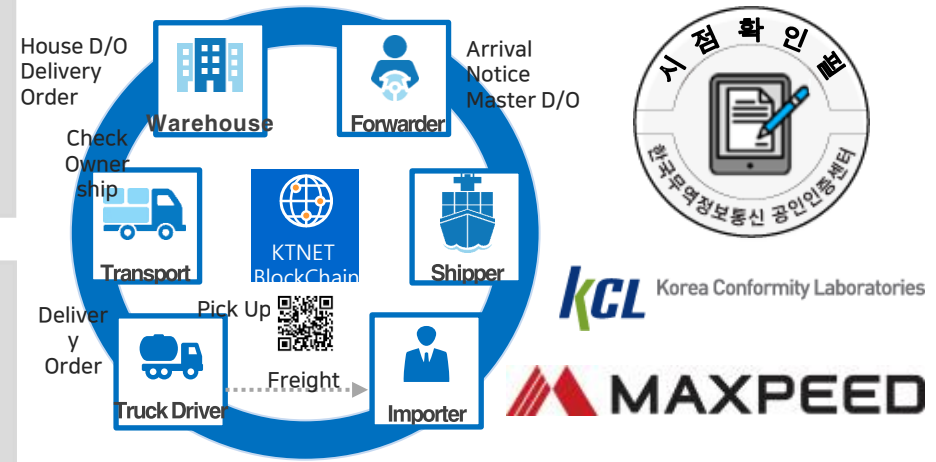 House D/O
Delivery
Order
Warehouse
Forwarder
Arrival
Notice
Master D/O
Check
Owner
ship
Transport
KTNET
BlockChain
Shipper
Pick Up
Deliver
y
Order
Freight
Truck Driver
Importer
시점확인필
한국무역정보통신 공인인증센터
KCL Korea Conformity Laboratories
MAXPEED